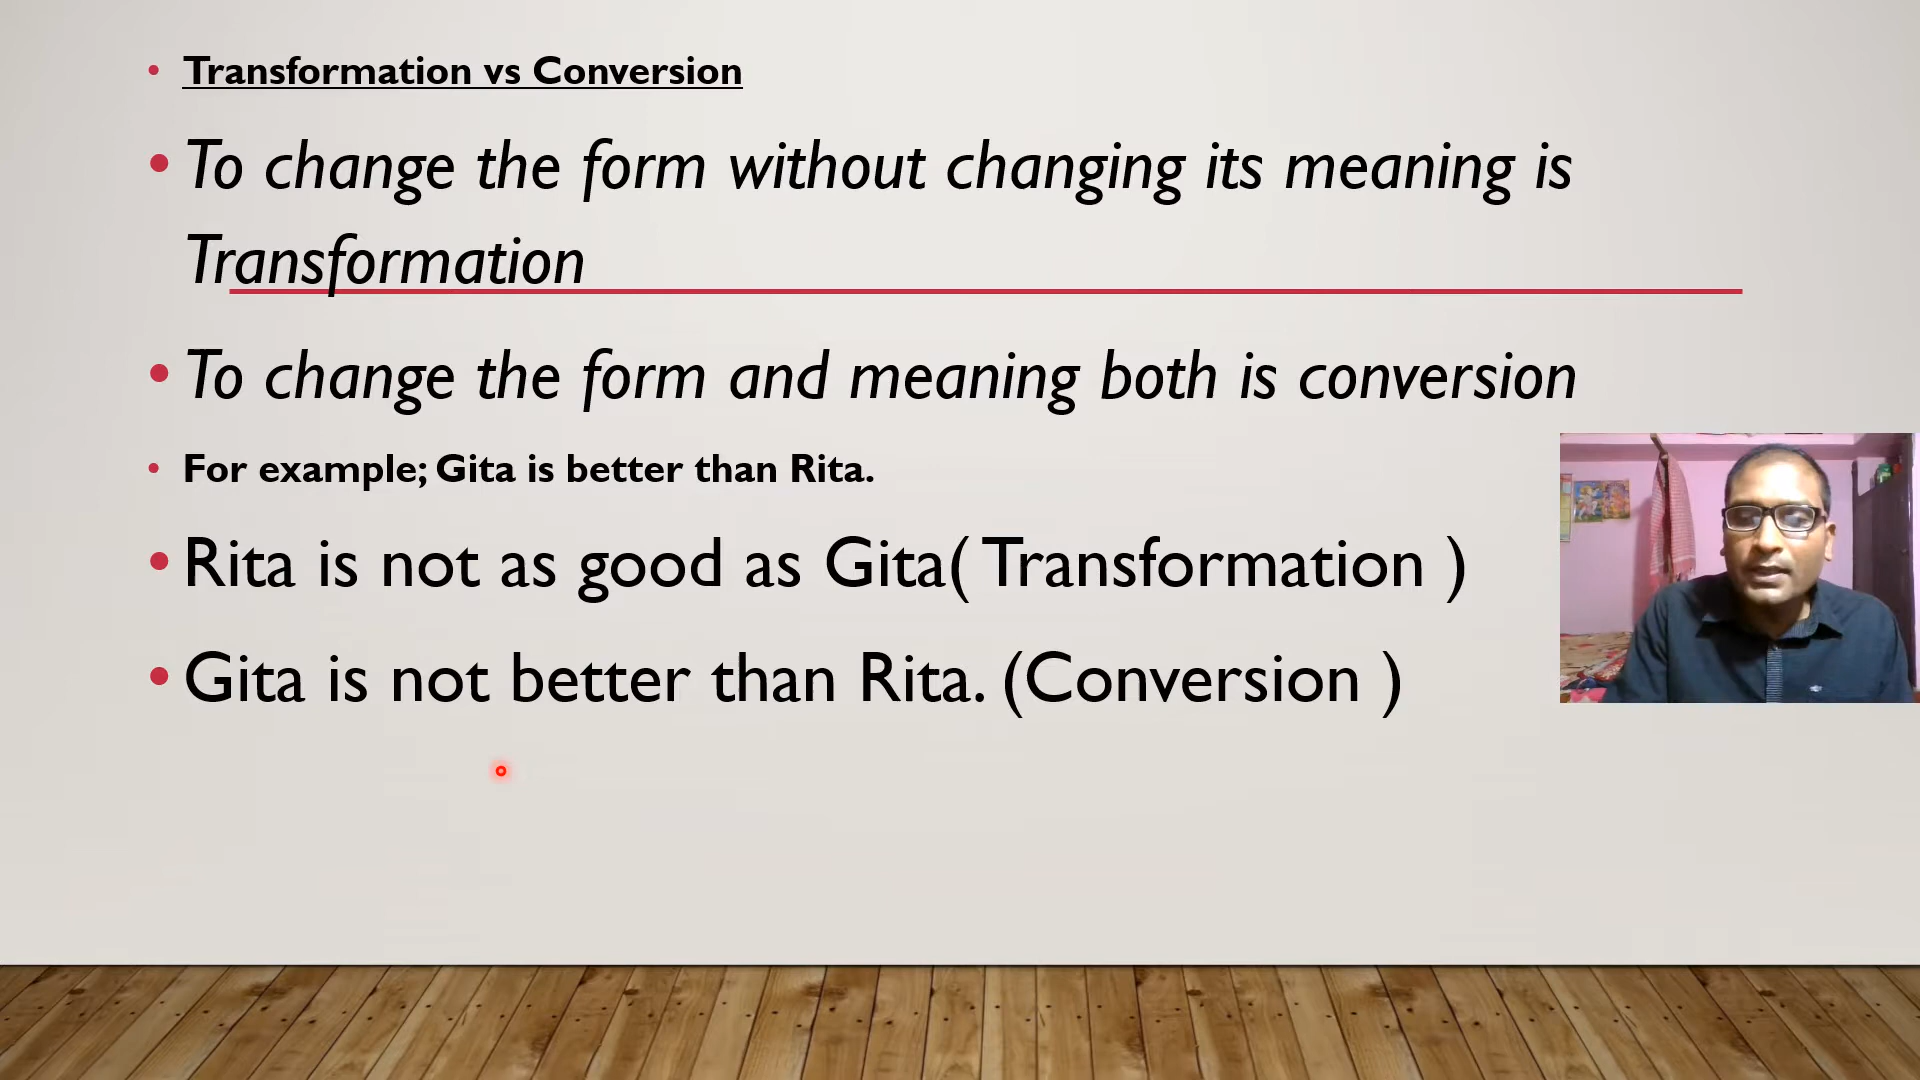 Transformation vs Conversion
To change the form without changing its meaning is
Transformation
To change the form and meaning both is conversion
For example; Gita is better than Rita.
Rita is not as good as Gita( Transformation )
Gita is not better than Rita. (Conversion )